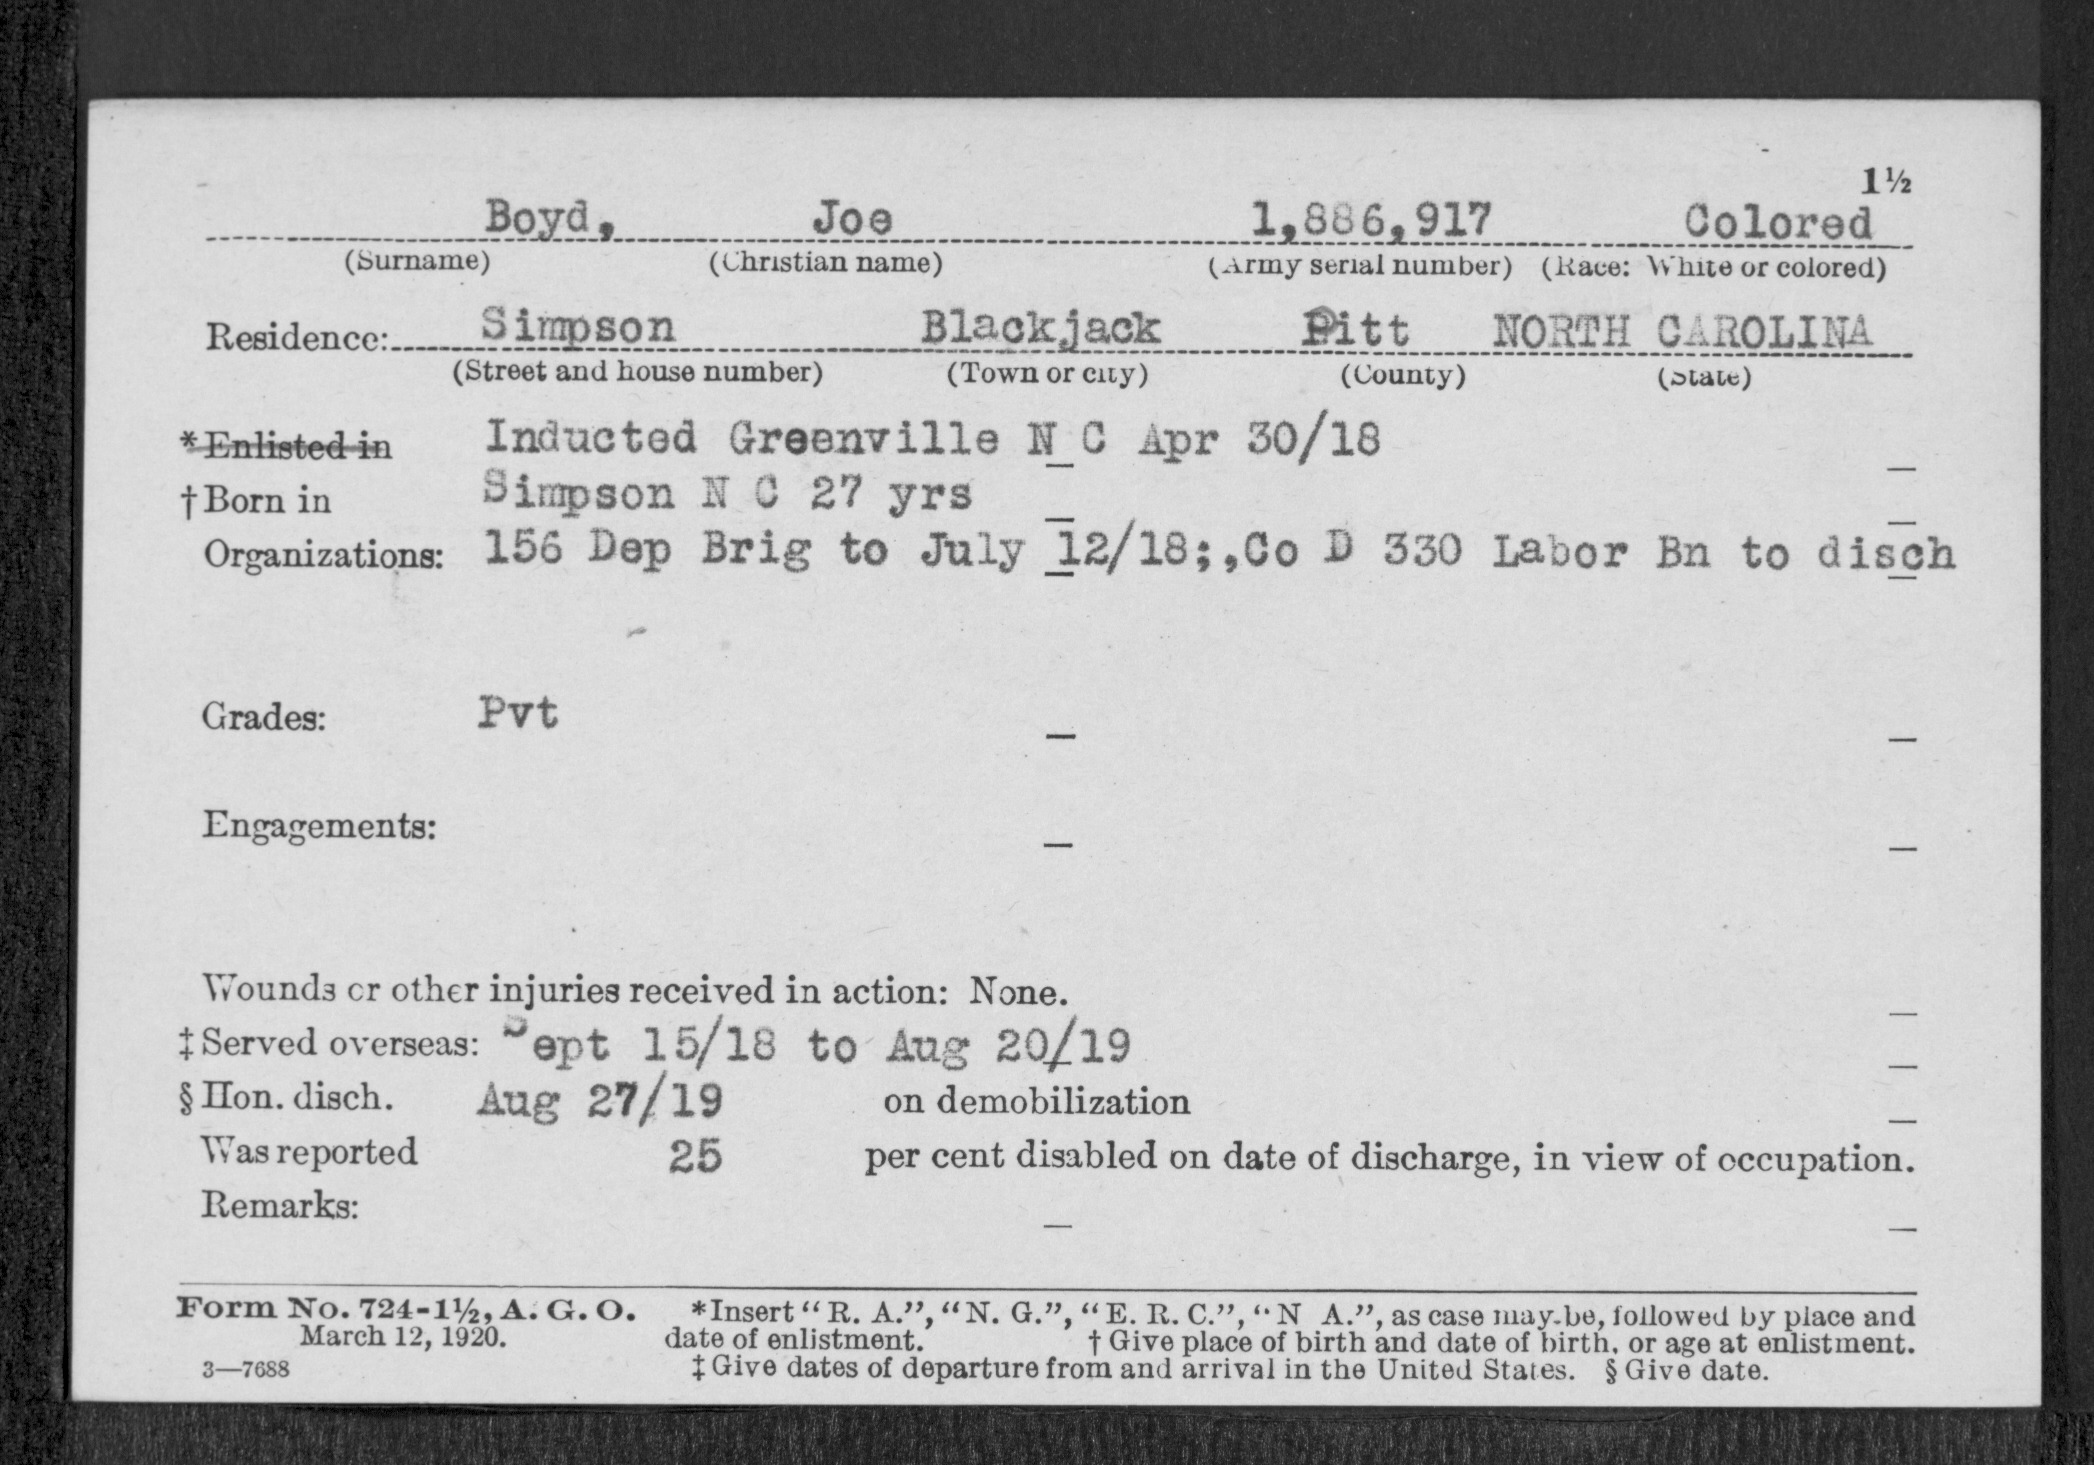 1½
Boyd, Joe 1,886,917 Colored
(Surname) (Christian name) (Army serial number) (Race: White or colored)
Residence: Simpson Blackjack Pitt NORTH CAROLINA
(Street and house number) (Town or city) (County) (State)
*Enlisted in Inducted Greenville N C Apr 30/18
†Born in Simpson N C 27 yrs
Organizations: 156 Dep Brig to July 12/18;,Co D 330 Labor Bn to disch
Grades: Pvt
Engagements:
Wounds or other injuries received in action: None.
‡Served overseas: Sept 15/18 to Aug 20/19
§Hon. disch. Aug 27/19 on demobilization
Was reported 25 per cent disabled on date of discharge, in view of occupation.
Remarks:
Form No. 724-1½, A. G. O. *Insert "R. A.", "N. G.", "E. R. C.", "N A.", as case may be, followed by place and
March 12, 1920. date of enlistment. †Give place of birth and date of birth, or age at enlistment.
3—7688 ‡Give dates of departure from and arrival in the United States. §Give date.